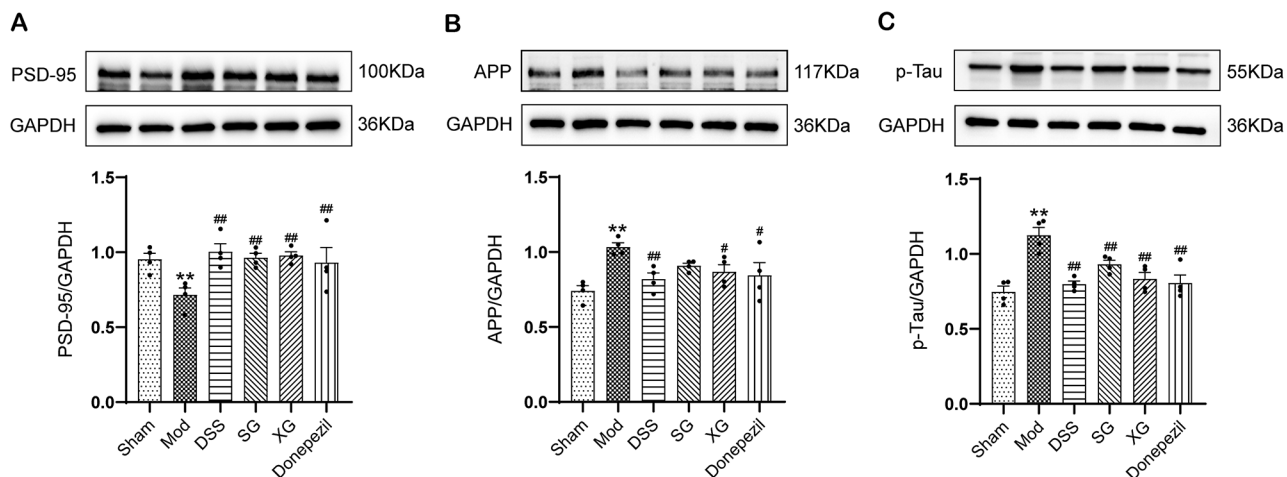 A
PSD-95
100KDa
GAPDH
36KDa
PSD-95/GAPDH
1.5
1.0
0.5
0.0
**
##
##
##
##
Sham
Mod
DSS
SG
XG
Donepezil
B
APP
117KDa
GAPDH
36KDa
APP/GAPDH
1.5
1.0
0.5
0.0
**
##
#
#
Sham
Mod
DSS
SG
XG
Donepezil
C
p-Tau
55KDa
GAPDH
36KDa
p-Tau/GAPDH
1.5
1.0
0.5
0.0
**
##
##
##
##
Sham
Mod
DSS
SG
XG
Donepezil